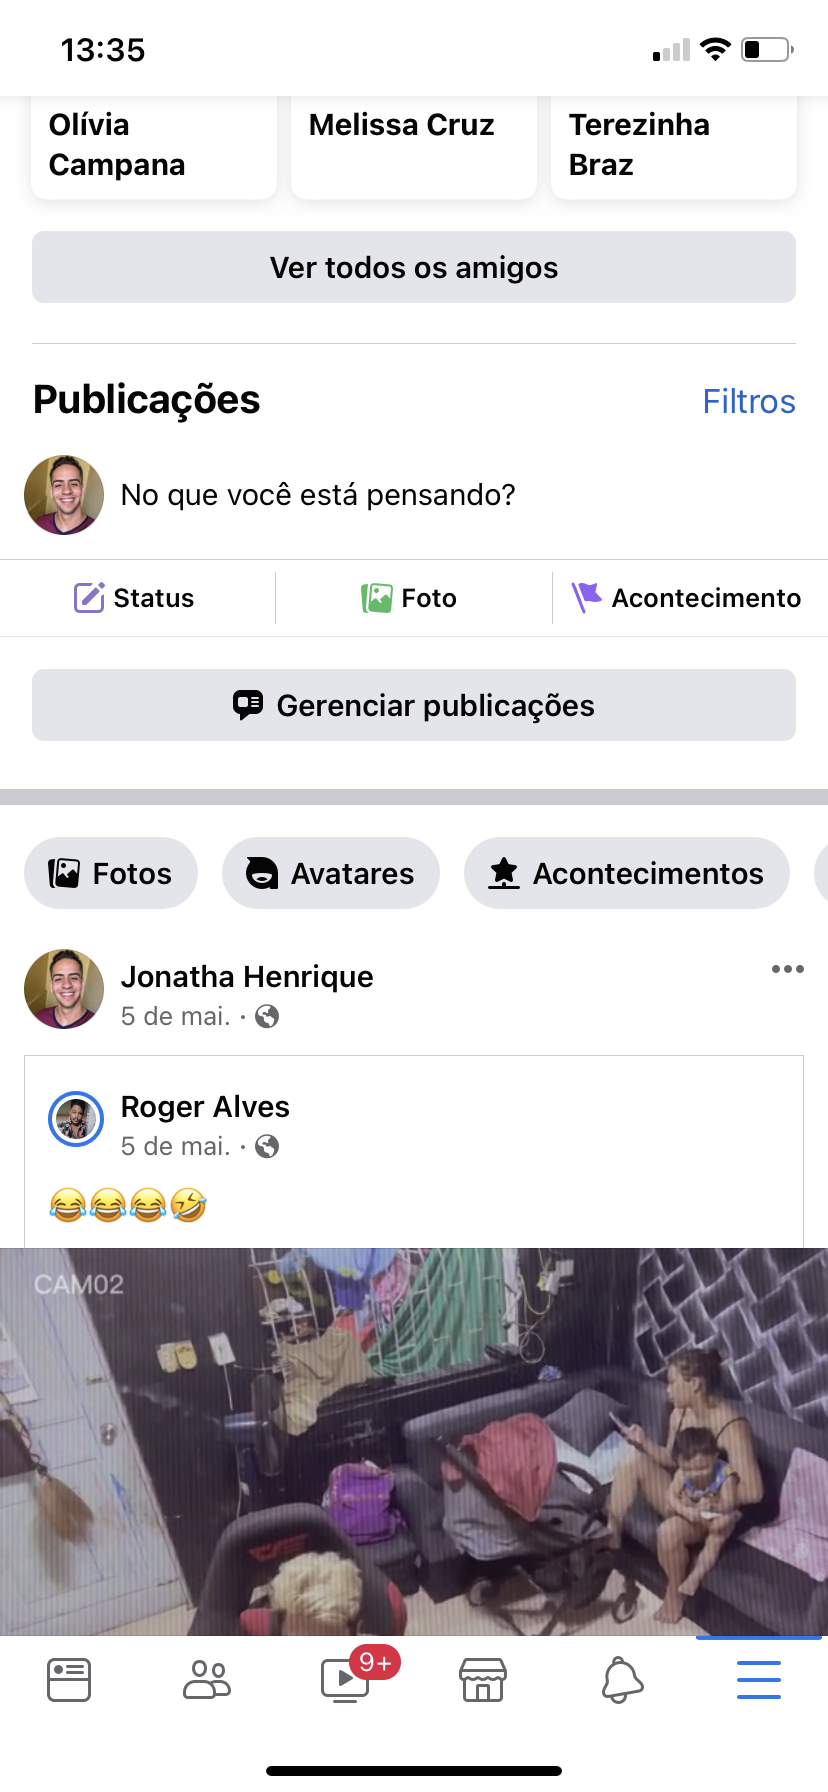 13:35
Olívia
Campana
Melissa Cruz
Terezinha
Braz
Ver todos os amigos
Publicações
Filtros
No que você está pensando?
Status
Foto
Acontecimento
Gerenciar publicações
Fotos
Avatares
Acontecimentos
Jonatha Henrique
5 de mai. ·
Roger Alves
5 de mai. ·
😂😂😂🤣
CAM02
9+